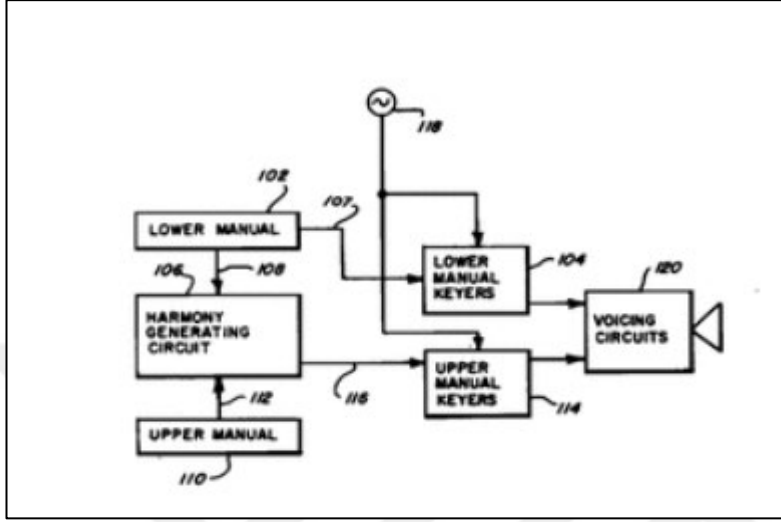 118
102
107
LOWER MANUAL
106
108
LOWER
MANUAL
KEYERS
104
120
HARMONY
GENERATING
CIRCUIT
VOICING
CIRCUITS
116
UPPER
MANUAL
KEYERS
114
112
UPPER MANUAL
110